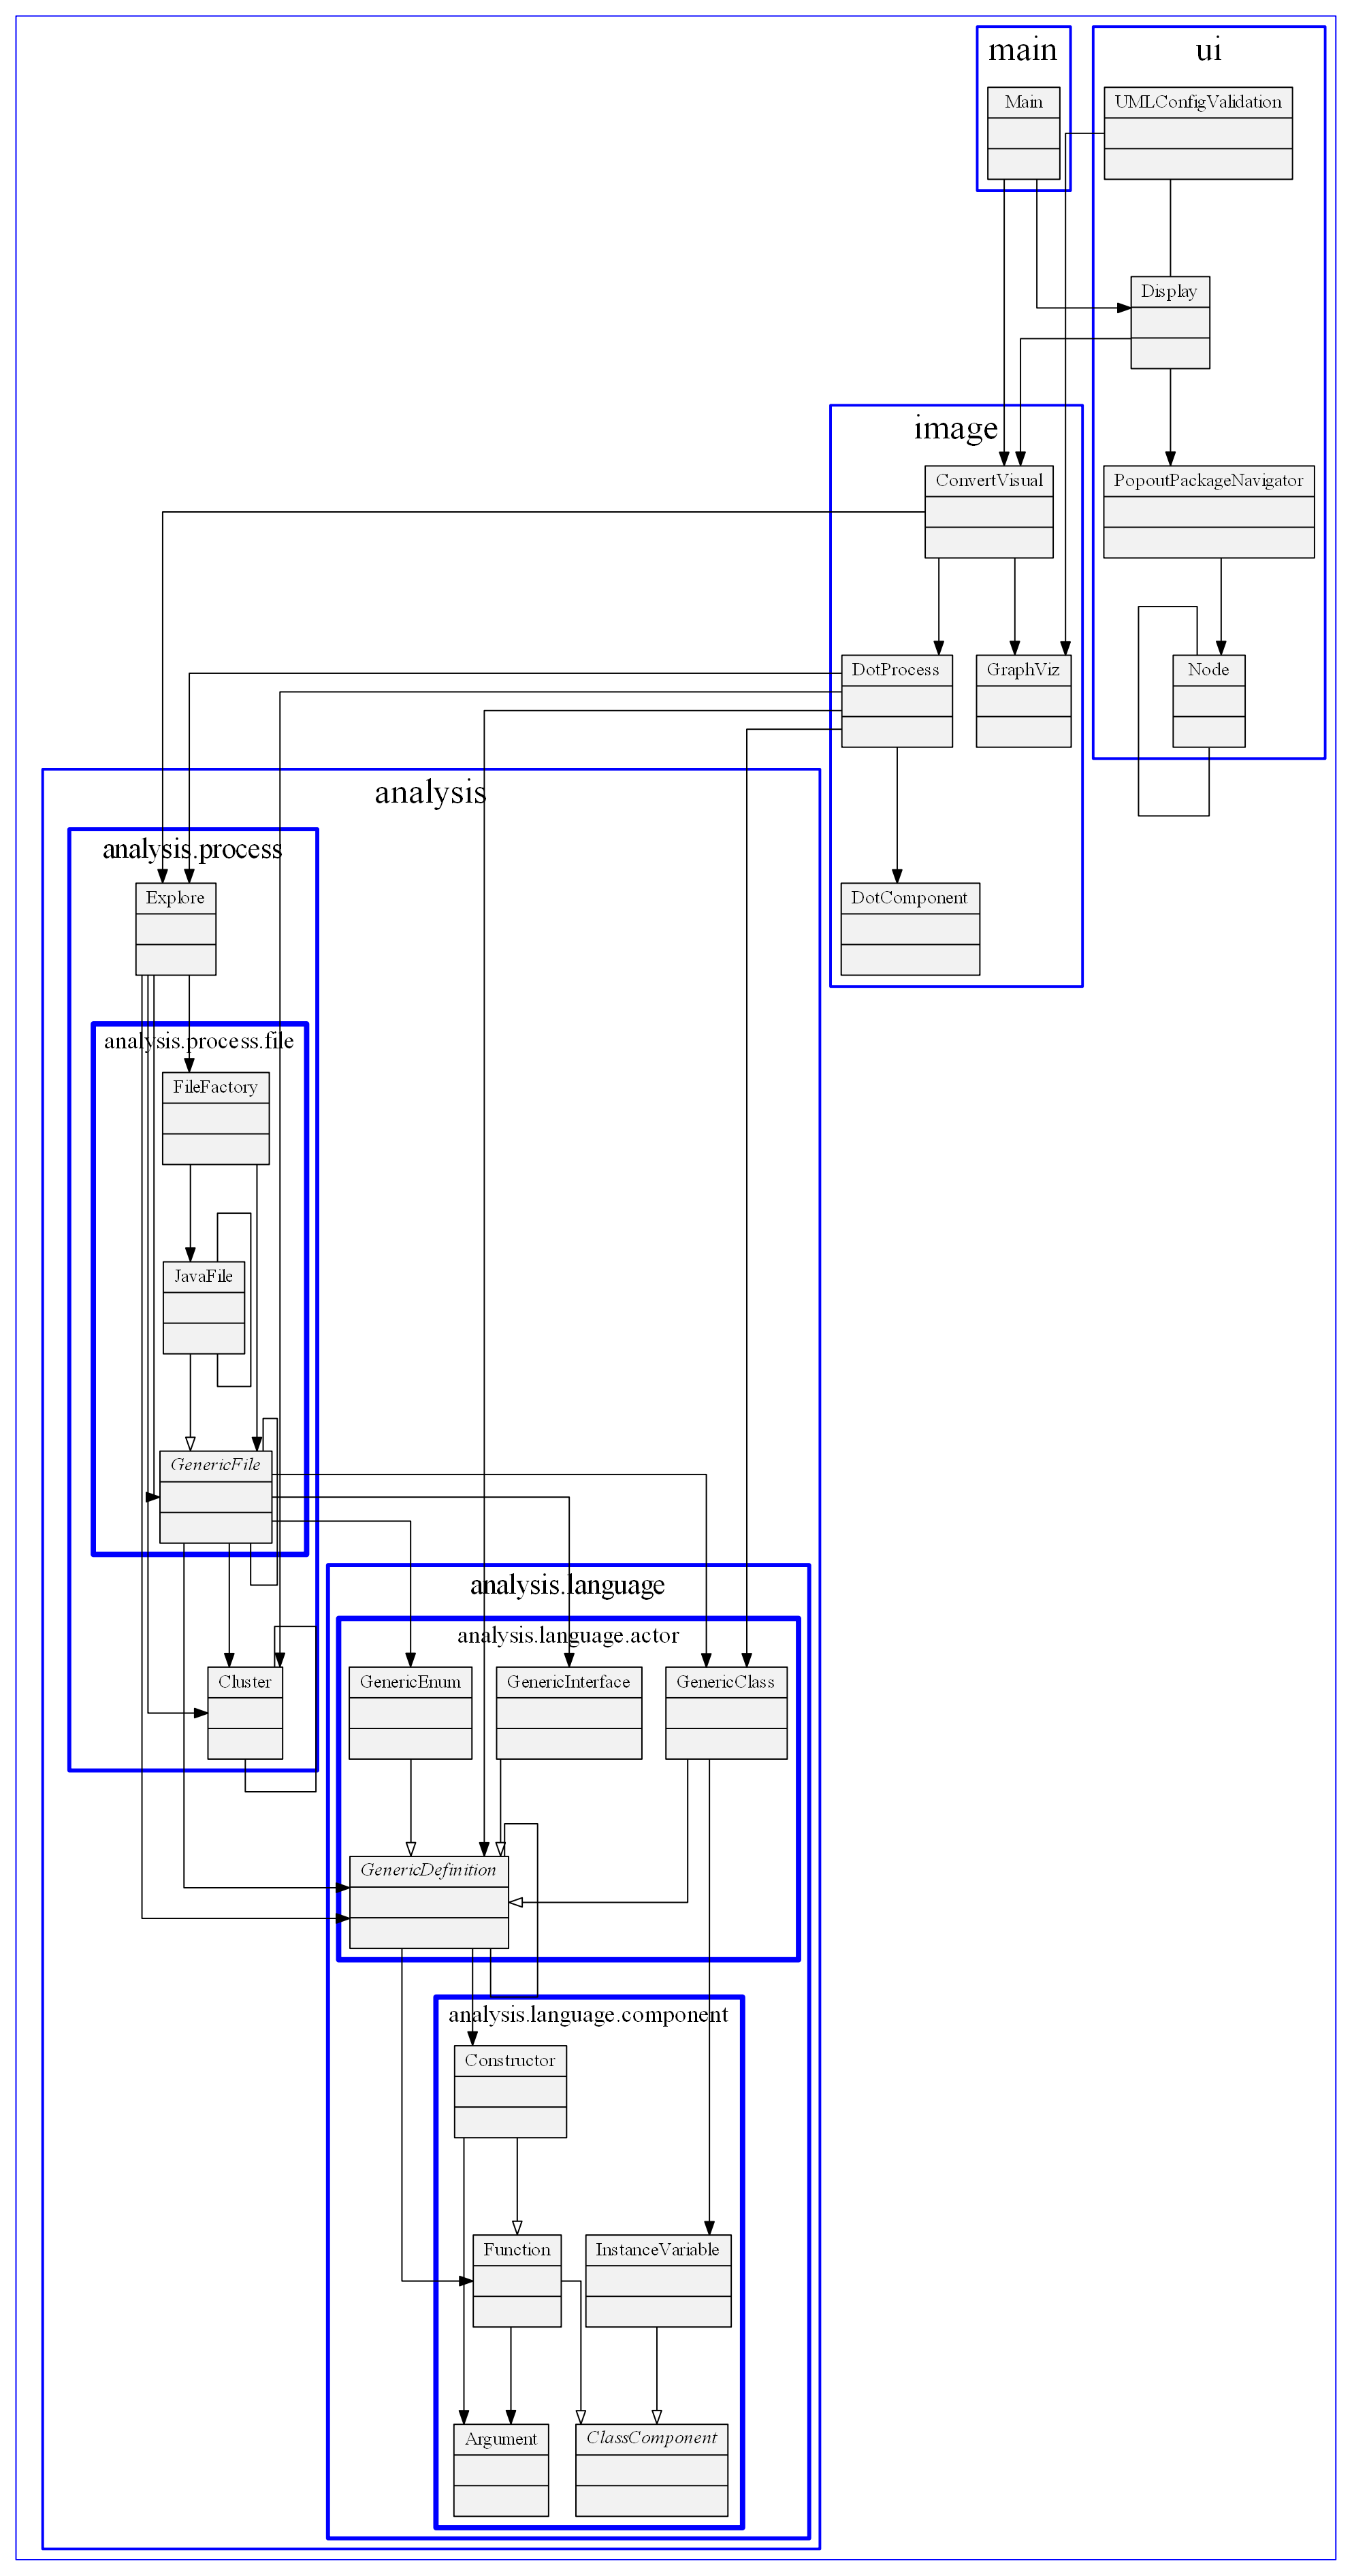 main
ui
Main
UMLConfigValidation
Display
image
ConvertVisual
PopoutPackageNavigator
DotProcess
GraphViz
Node
analysis
analysis.process
Explore
DotComponent
analysis.process.file
FileFactory
JavaFile
GenericFile
analysis.language
analysis.language.actor
Cluster
GenericEnum
GenericInterface
GenericClass
GenericDefinition
analysis.language.component
Constructor
Function
InstanceVariable
Argument
ClassComponent